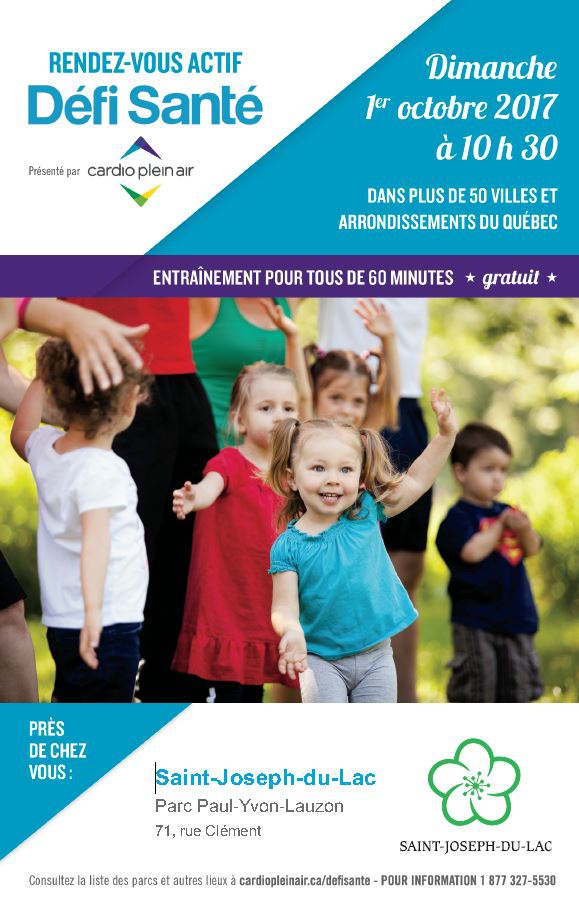 RENDEZ-VOUS ACTIF
Défi Santé
Présenté par cardio plein air
Dimanche
1er octobre 2017
à 10 h 30
DANS PLUS DE 50 VILLES ET
ARRONDISSEMENTS DU QUÉBEC
ENTRAÎNEMENT POUR TOUS DE 60 MINUTES ★ gratuit ★
PRÈS
DE CHEZ
VOUS :
Saint-Joseph-du-Lac
Parc Paul-Yvon-Lauzon
71, rue Clément
SAINT-JOSEPH-DU-LAC
Consultez la liste des parcs et autres lieux à cardiopleinair.ca/defisante - POUR INFORMATION 1 877 327-5530